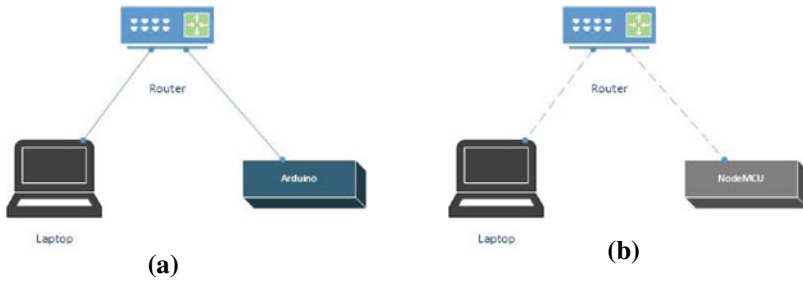 Router
Arduino
Laptop
(a)
Router
NodeMCU
Laptop
(b)